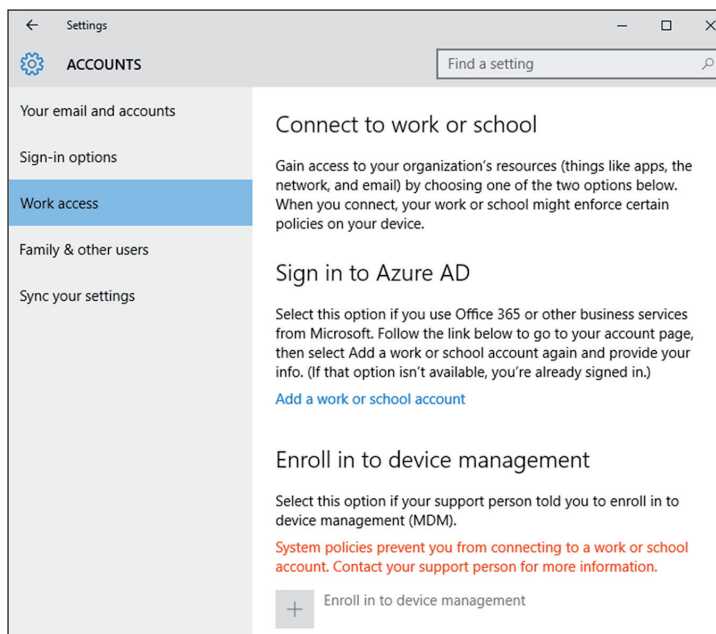 Settings
ACCOUNTS
Find a setting
Your email and accounts
Sign-in options
Work access
Family & other users
Sync your settings
Connect to work or school
Gain access to your organization's resources (things like apps, the
network, and email) by choosing one of the two options below.
When you connect, your work or school might enforce certain
policies on your device.
Sign in to Azure AD
Select this option if you use Office 365 or other business services
from Microsoft. Follow the link below to go to your account page,
then select Add a work or school account again and provide your
info. (If that option isn't available, you're already signed in.)
Add a work or school account
Enroll in to device management
Select this option if your support person told you to enroll in to
device management (MDM).
System policies prevent you from connecting to a work or school
account. Contact your support person for more information.
Enroll in to device management